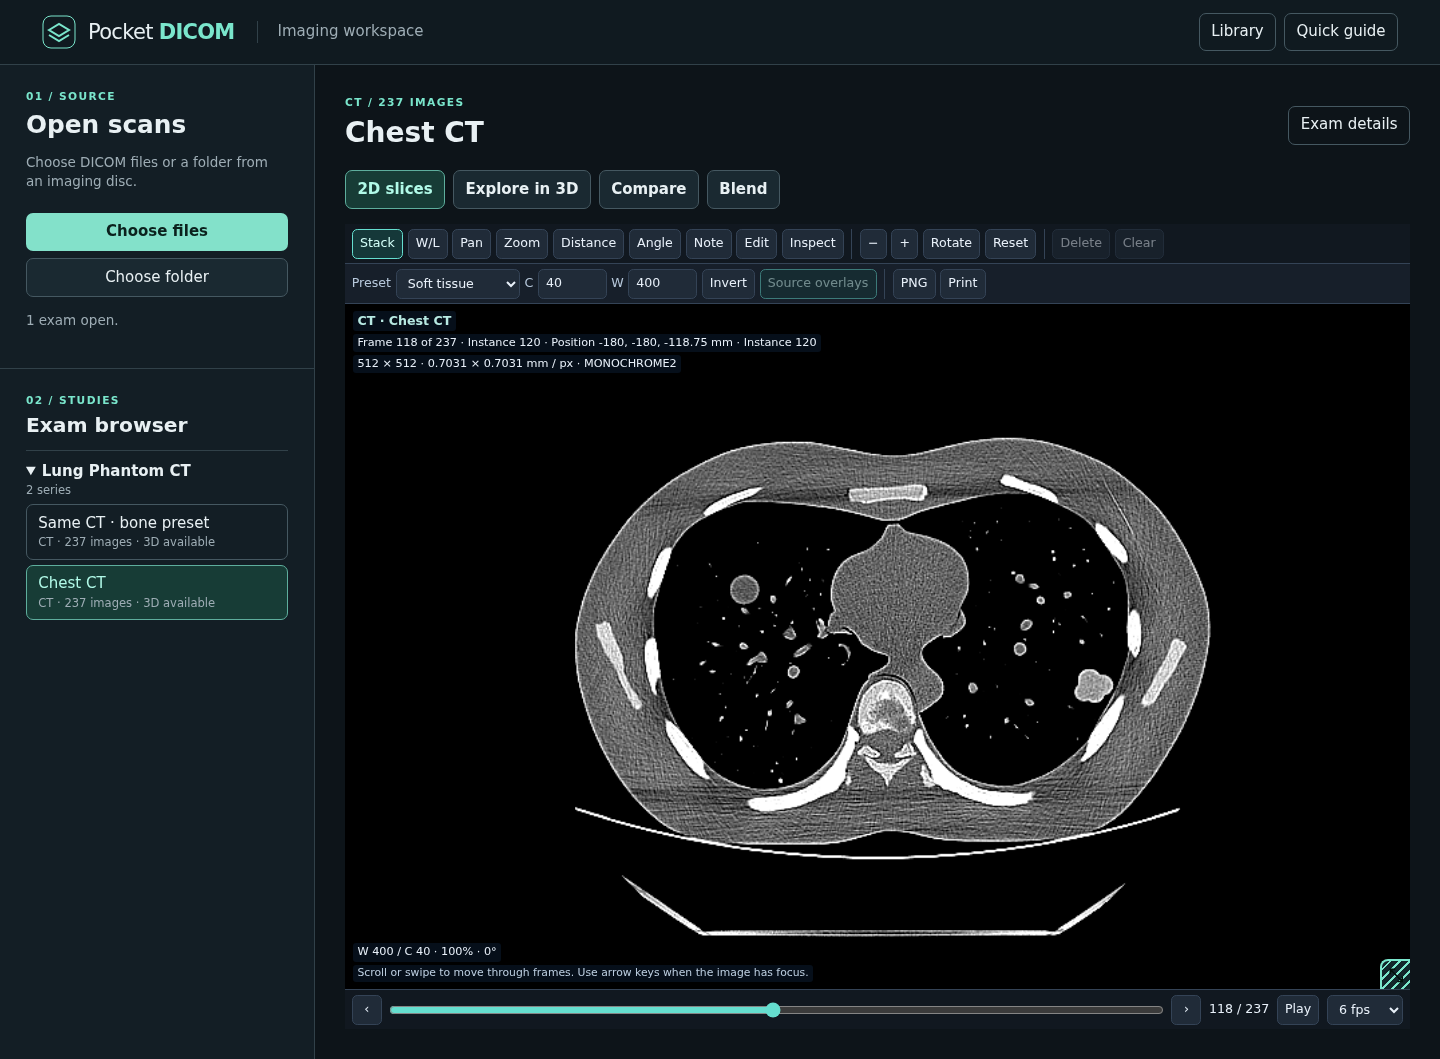 Pocket DICOM
Imaging workspace
Library
Quick guide
01 / SOURCE
Open scans
Choose DICOM files or a folder from
an imaging disc.
Choose files
Choose folder
1 exam open.
02 / STUDIES
Exam browser
▼ Lung Phantom CT
2 series
Same CT · bone preset
CT · 237 images · 3D available
Chest CT
CT · 237 images · 3D available
CT / 237 IMAGES
Chest CT
Exam details
2D slices
Explore in 3D
Compare
Blend
Stack
W/L
Pan
Zoom
Distance
Angle
Note
Edit
Inspect
−
+
Rotate
Reset
Delete
Clear
Preset
Soft tissue
C
40
W
400
Invert
Source overlays
PNG
Print
CT · Chest CT
Frame 118 of 237 · Instance 120 · Position -180, -180, -118.75 mm · Instance 120
512 × 512 · 0.7031 × 0.7031 mm / px · MONOCHROME2
W 400 / C 40 · 100% · 0°
Scroll or swipe to move through frames. Use arrow keys when the image has focus.
‹
›
118 / 237
Play
6 fps